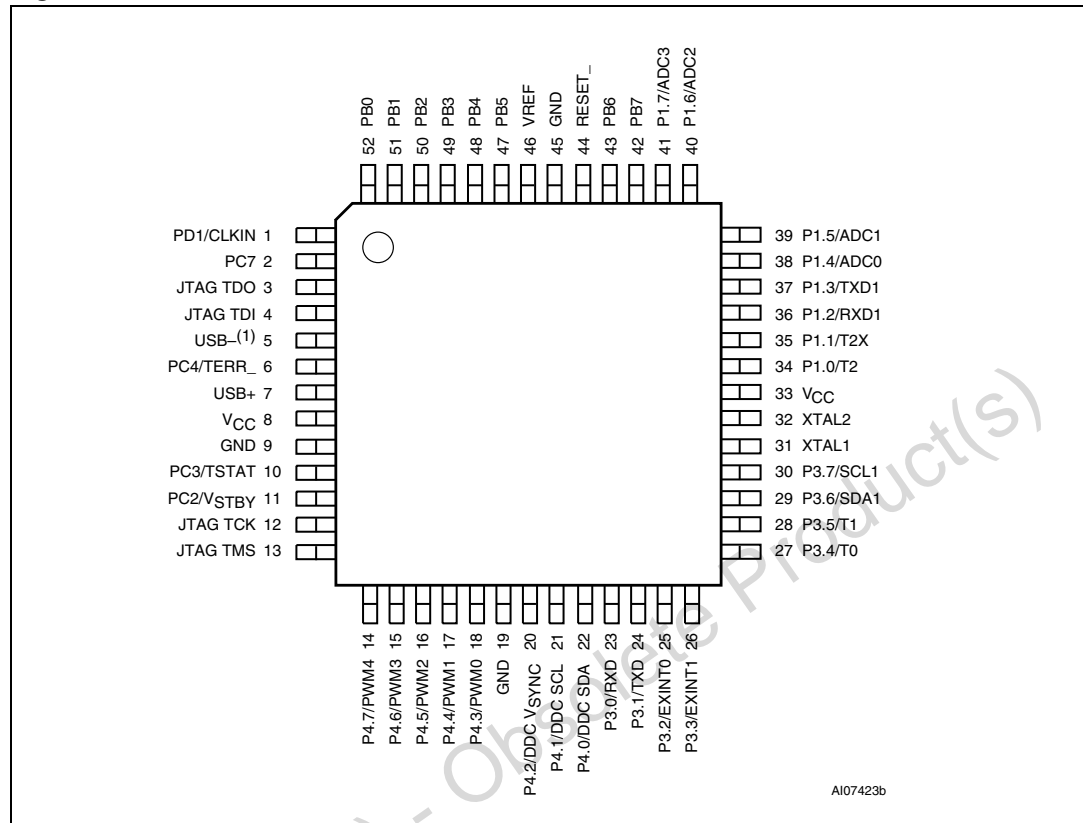 52 PB0
51 PB1
50 PB2
49 PB3
48 PB4
47 PB5
46 VREF
45 GND
44 RESET_
43 PB6
42 PB7
41 P1.7/ADC3
40 P1.6/ADC2
PD1/CLKIN 1
PC7 2
JTAG TDO 3
JTAG TDI 4
USB–(1) 5
PC4/TERR_ 6
USB+ 7
VCC 8
GND 9
PC3/TSTAT 10
PC2/VSTBY 11
JTAG TCK 12
JTAG TMS 13
39 P1.5/ADC1
38 P1.4/ADC0
37 P1.3/TXD1
36 P1.2/RXD1
35 P1.1/T2X
34 P1.0/T2
33 VCC
32 XTAL2
31 XTAL1
30 P3.7/SCL1
29 P3.6/SDA1
28 P3.5/T1
27 P3.4/T0
P4.7/PWM4 14
P4.6/PWM3 15
P4.5/PWM2 16
P4.4/PWM1 17
P4.3/PWM0 18
GND 19
P4.2/DDC VSYNC 20
P4.1/DDC SCL 21
P4.0/DDC SDA 22
P3.0/RXD 23
P3.1/TXD 24
P3.2/EXINT0 25
P3.3/EXINT1 26
) - Obsolete Product(s)
AI07423b